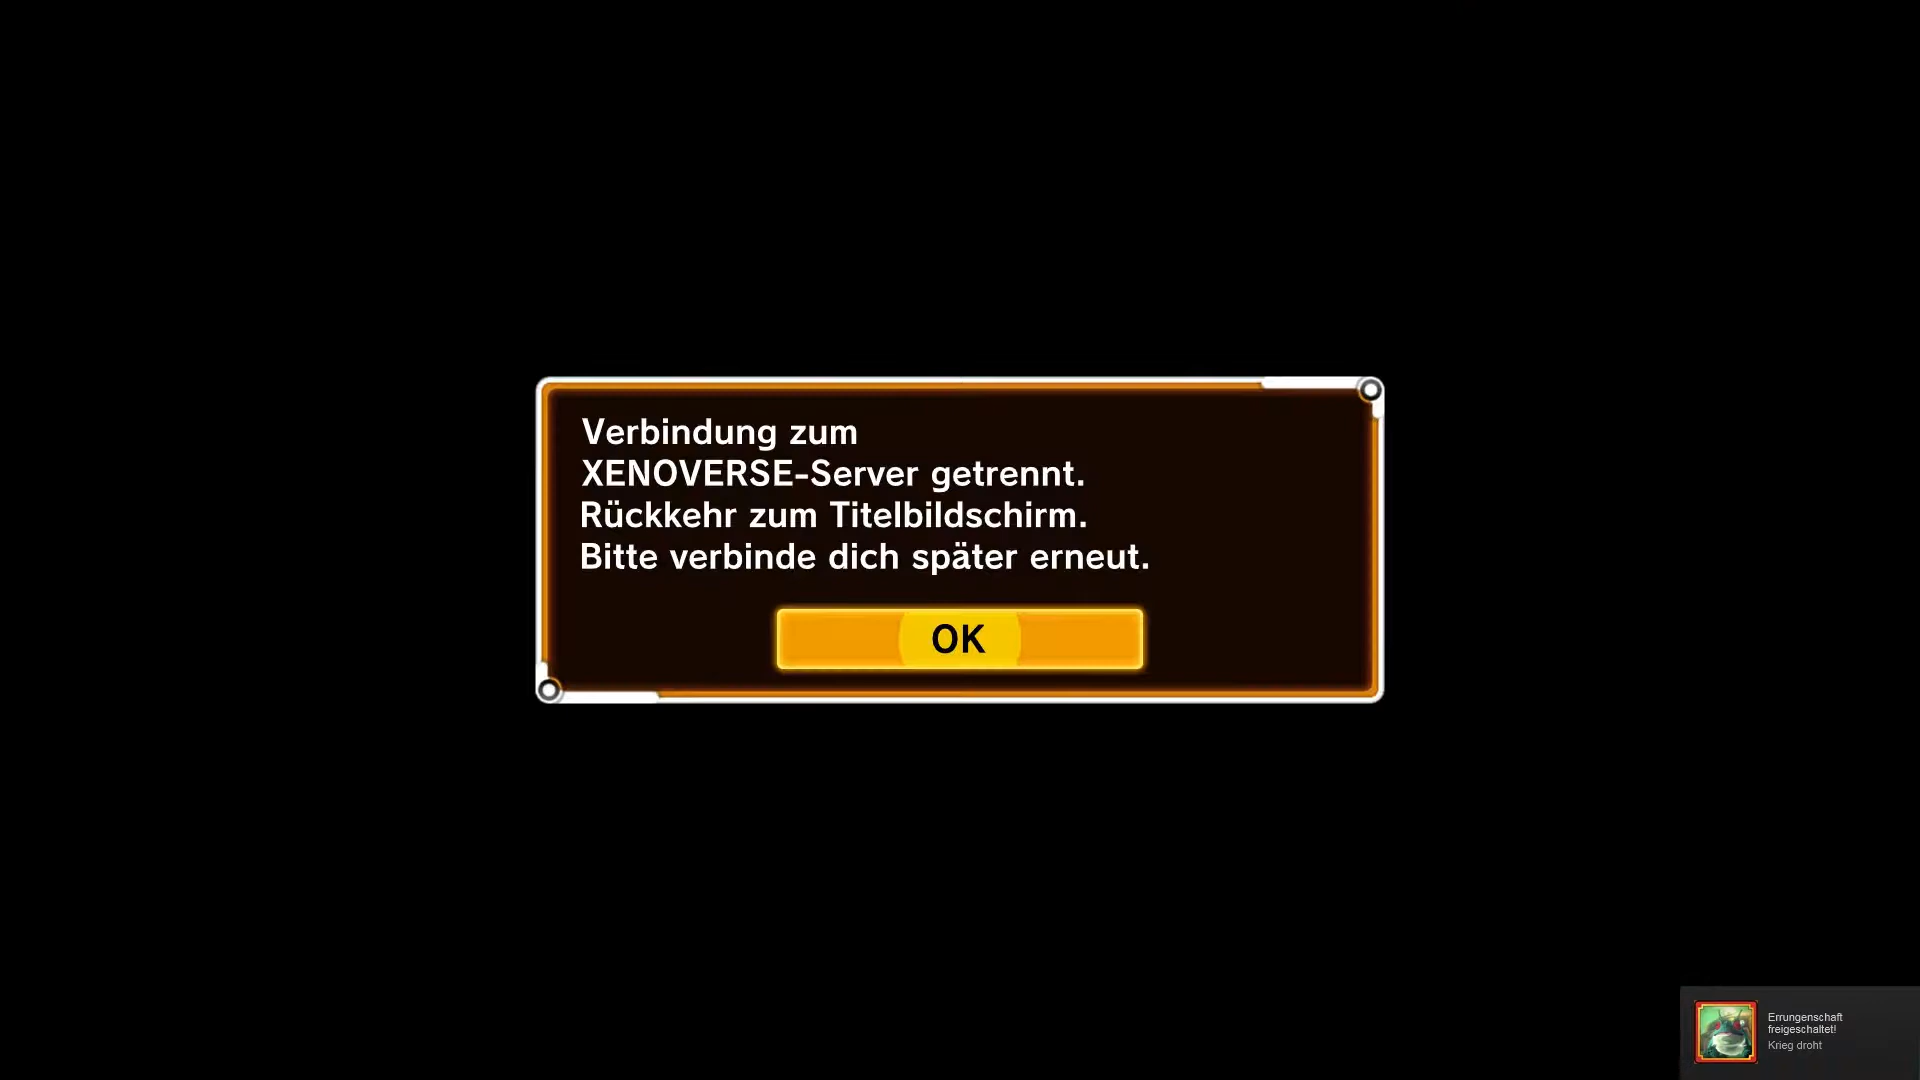 Verbindung zum
XENOVERSE-Server getrennt.
Rückkehr zum Titelbildschirm.
Bitte verbinde dich später erneut.
OK
Errungenschaft
freigeschaltet!
Krieg droht